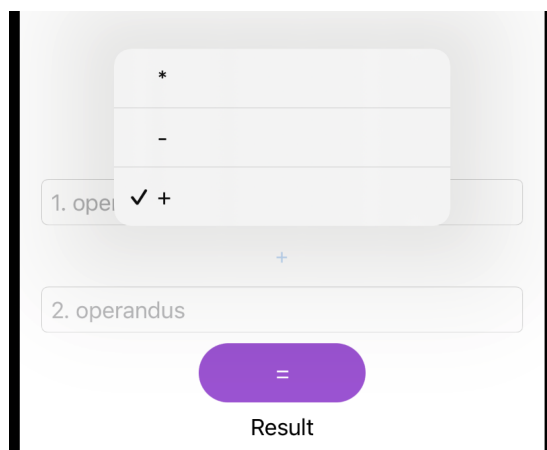 *
-
+
1. oper
+
2. operandus
=
Result